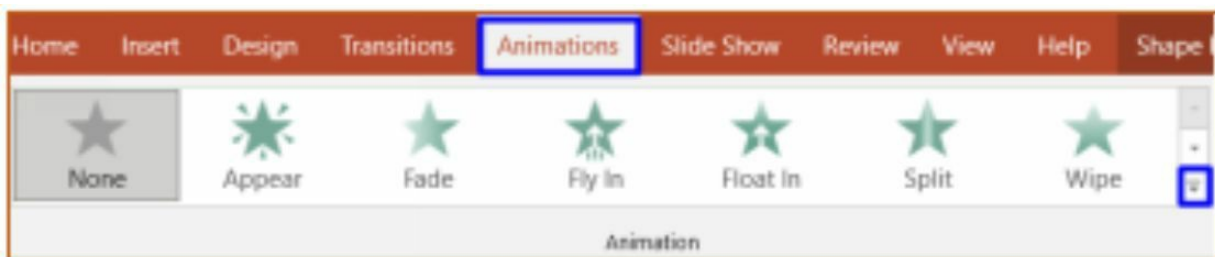 Home Insert Design Transitions Animations Slide Show Review View Help Shape
None Appear Fade Fly In Float In Split Wipe
Animation